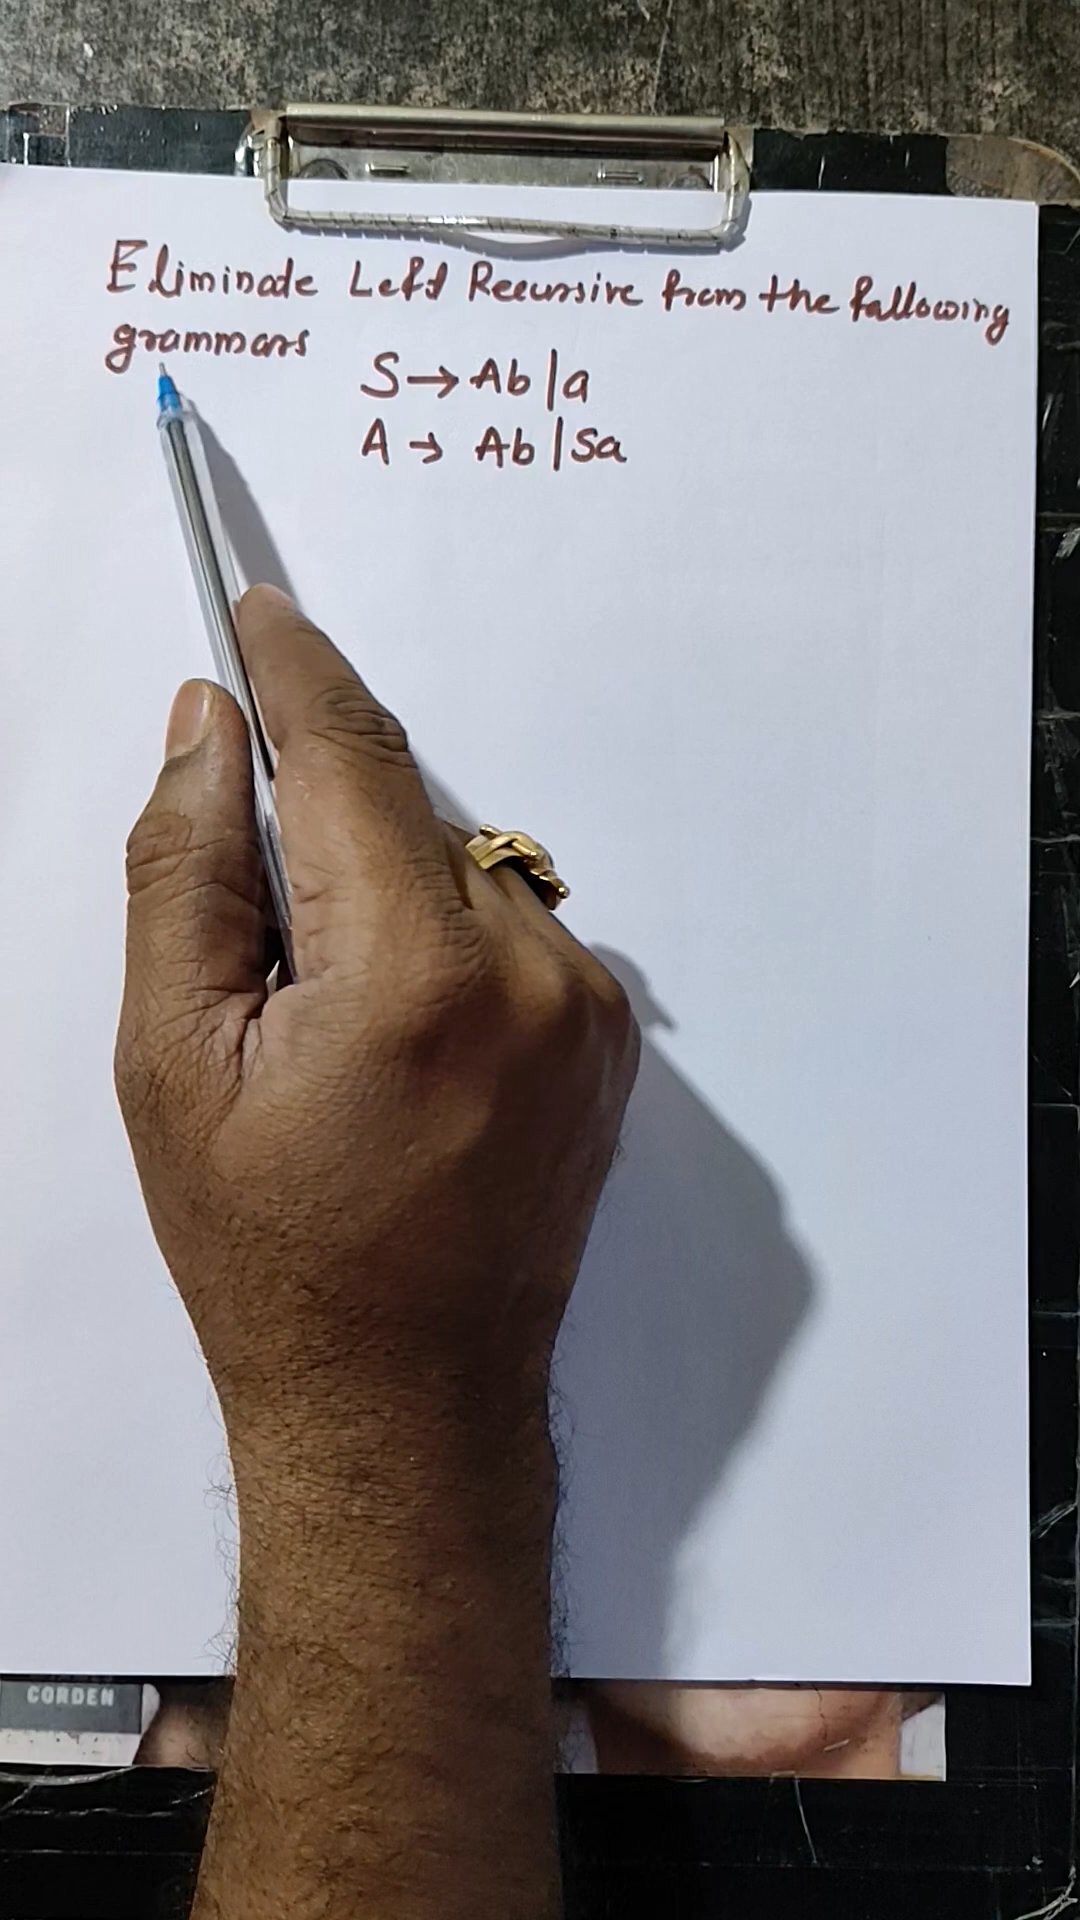 Eliminate Left Recursive from the following
grammars
S → Ab | a
A → Ab | Sa
CORDEN